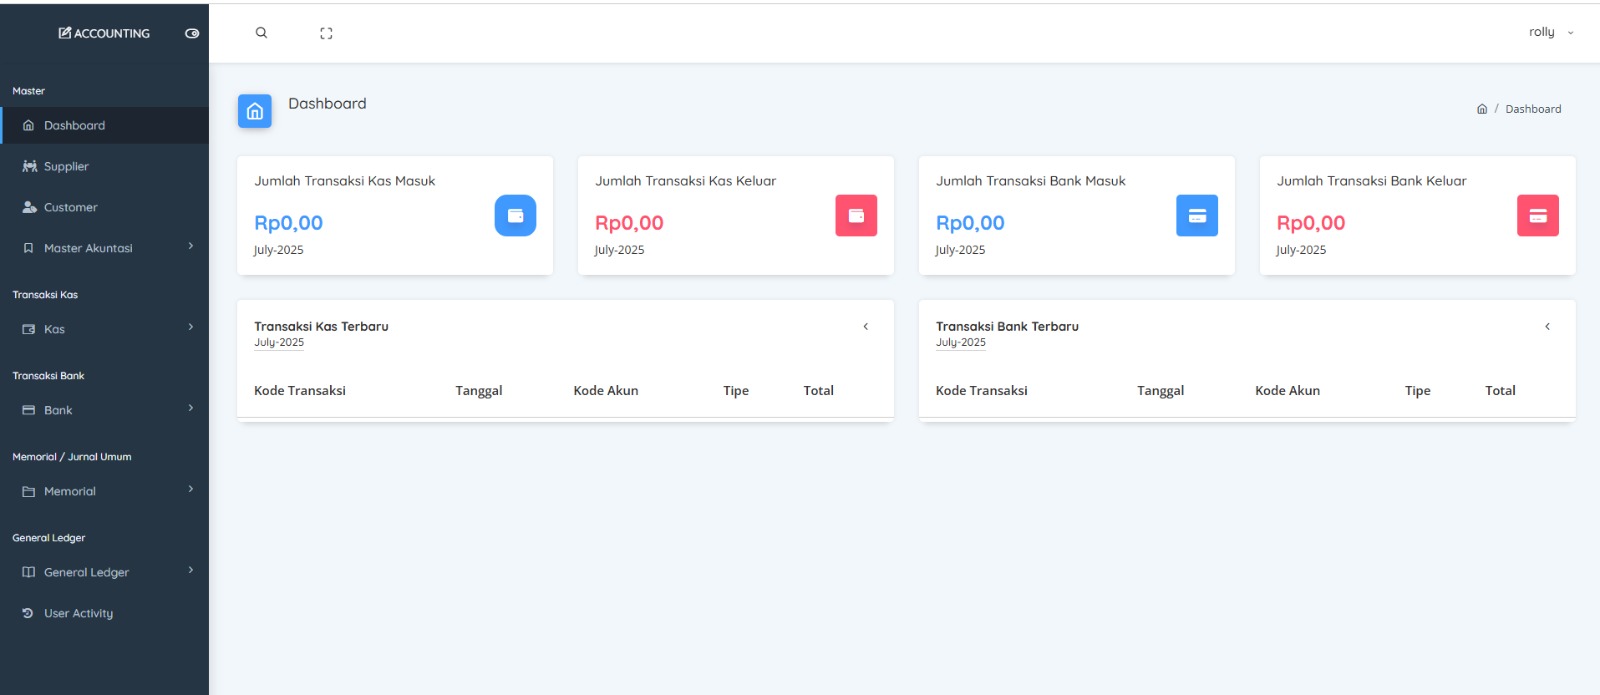 ACCOUNTING
rolly
Master
Dashboard
Supplier
Customer
Master Akuntasi
Transaksi Kas
Kas
Transaksi Bank
Bank
Memorial / Jurnal Umum
Memorial
General Ledger
General Ledger
User Activity
Dashboard
/ Dashboard
Jumlah Transaksi Kas Masuk
Rp0,00
July-2025
Jumlah Transaksi Kas Keluar
Rp0,00
July-2025
Jumlah Transaksi Bank Masuk
Rp0,00
July-2025
Jumlah Transaksi Bank Keluar
Rp0,00
July-2025
Transaksi Kas Terbaru
July-2025
Kode Transaksi Tanggal Kode Akun Tipe Total
Transaksi Bank Terbaru
July-2025
Kode Transaksi Tanggal Kode Akun Tipe Total